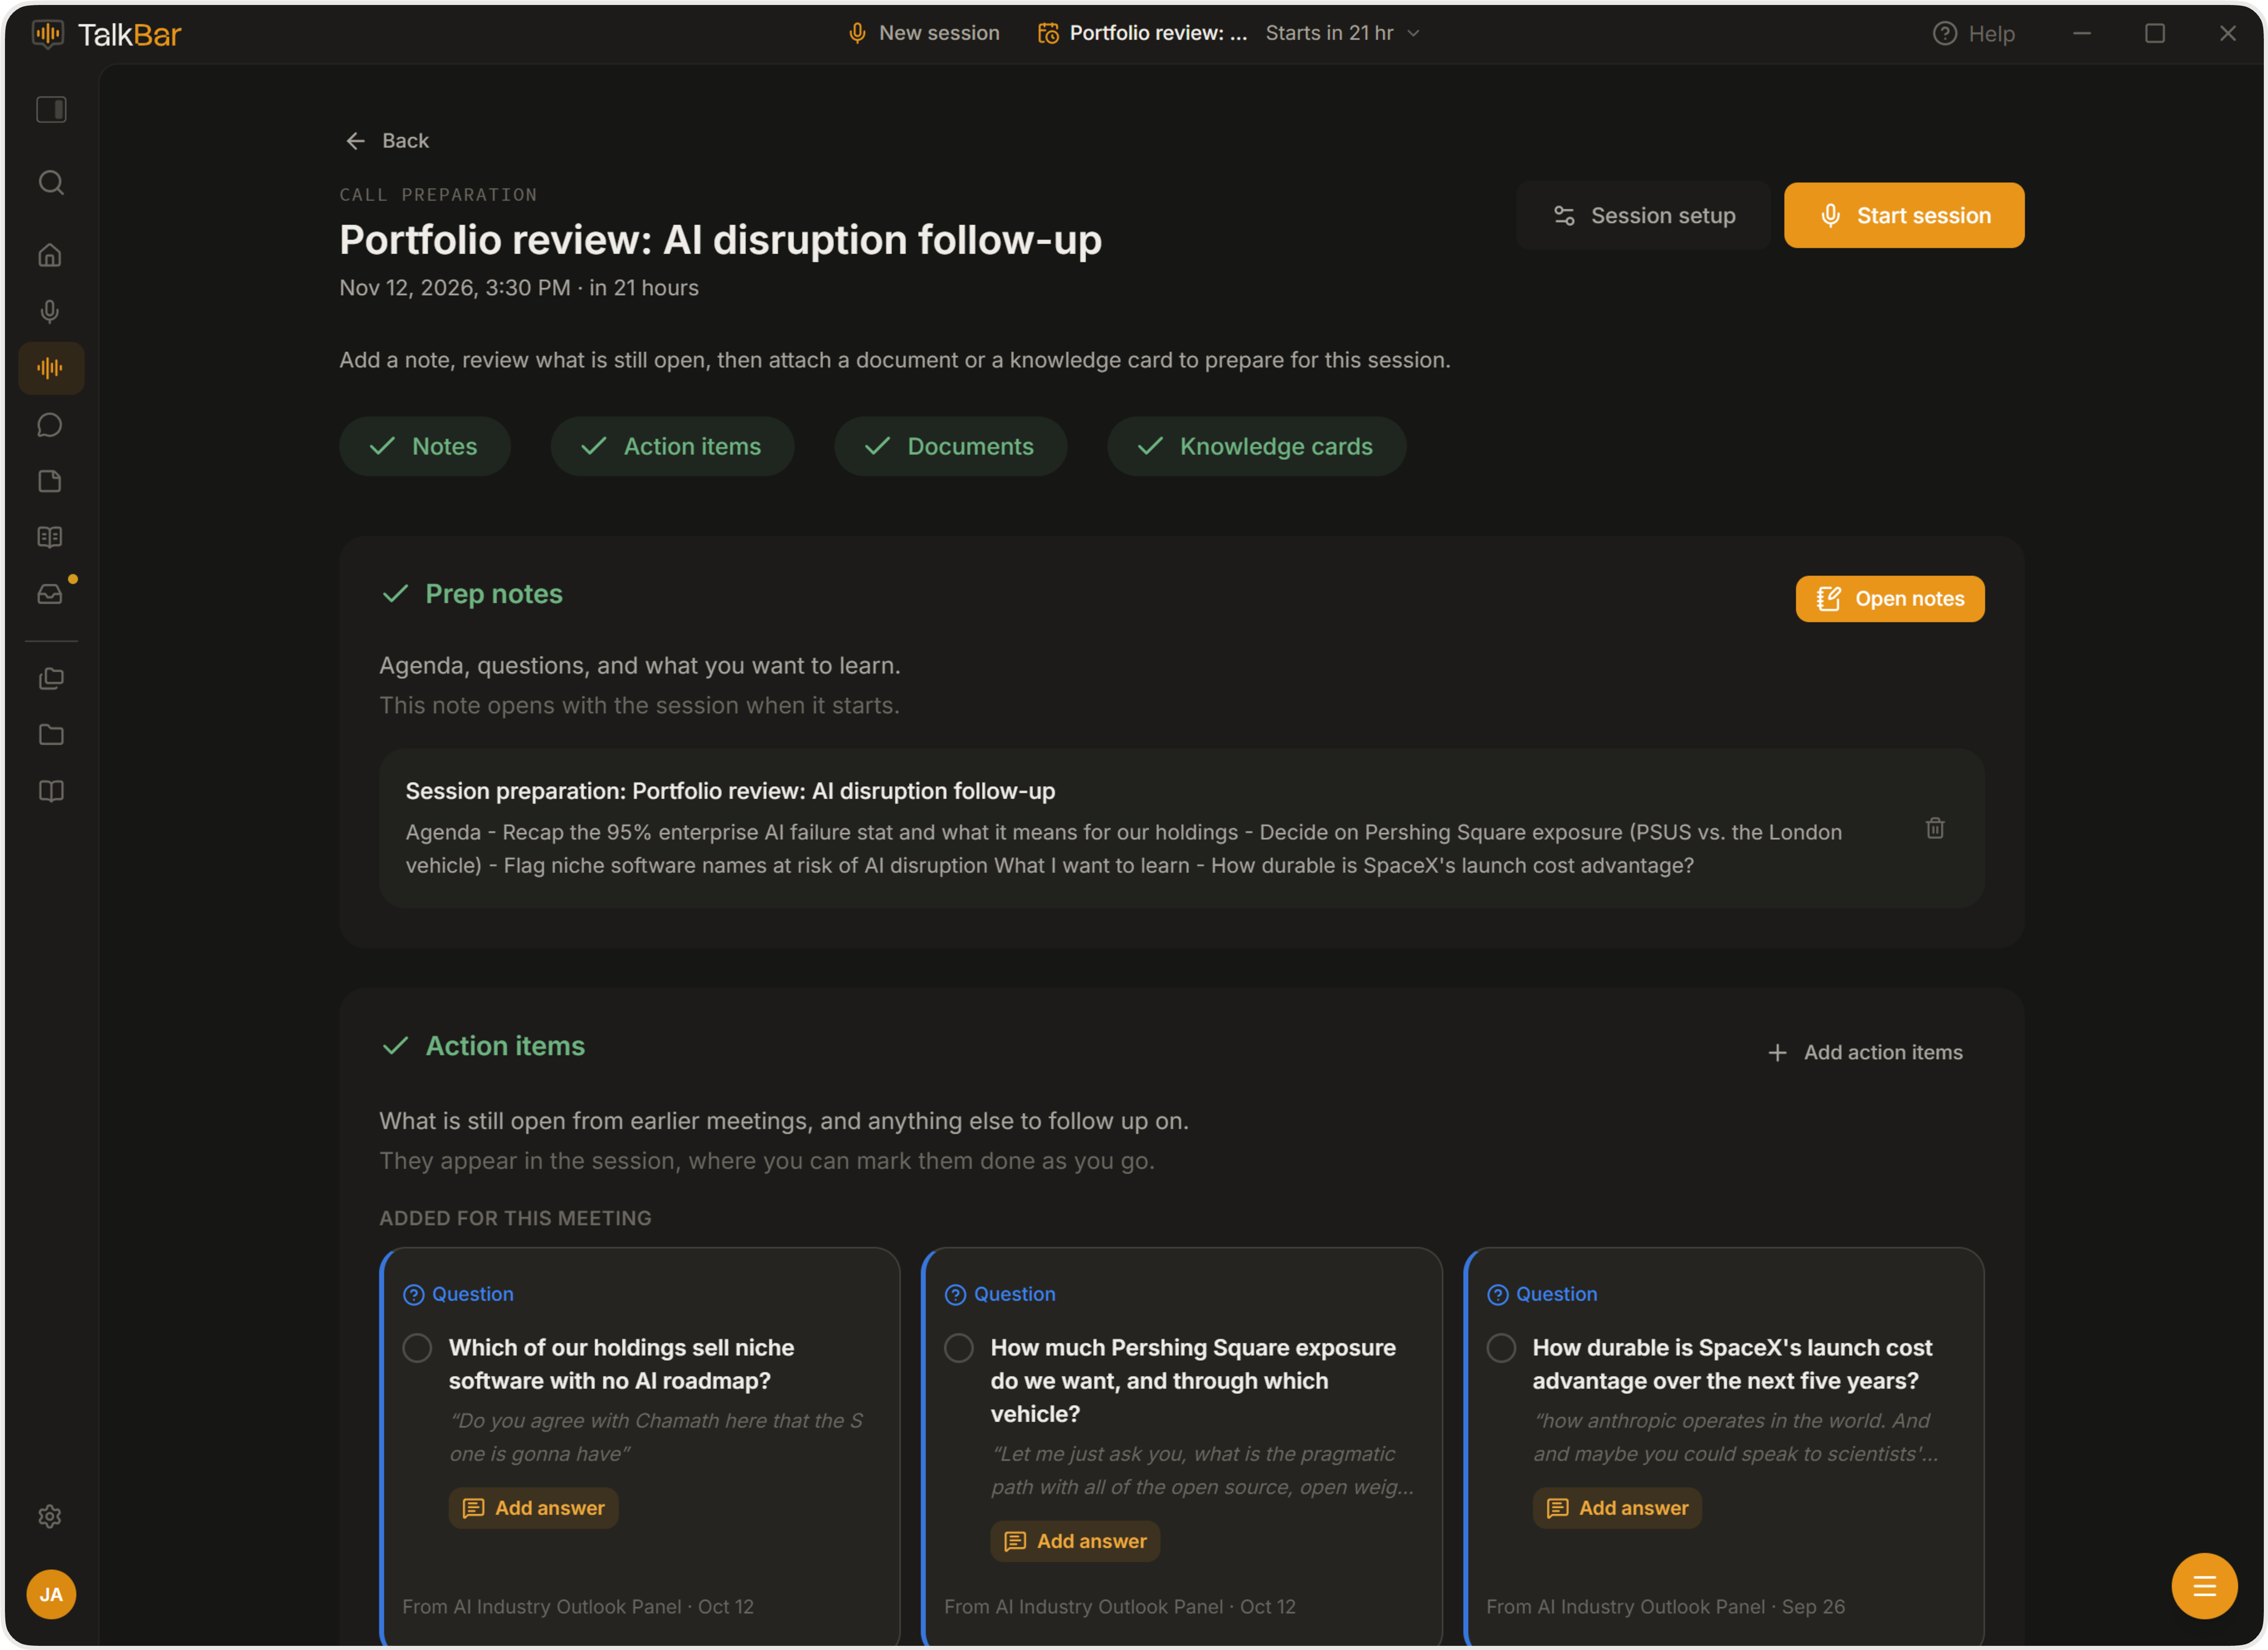 TalkBar
New session
Portfolio review: ... Starts in 21 hr
Help
Back
CALL PREPARATION
Portfolio review: AI disruption follow-up
Nov 12, 2026, 3:30 PM · in 21 hours
Session setup
Start session
Add a note, review what is still open, then attach a document or a knowledge card to prepare for this session.
Notes
Action items
Documents
Knowledge cards
Prep notes
Open notes
Agenda, questions, and what you want to learn.
This note opens with the session when it starts.
Session preparation: Portfolio review: AI disruption follow-up
Agenda - Recap the 95% enterprise AI failure stat and what it means for our holdings - Decide on Pershing Square exposure (PSUS vs. the London
vehicle) - Flag niche software names at risk of AI disruption What I want to learn - How durable is SpaceX's launch cost advantage?
Action items
Add action items
What is still open from earlier meetings, and anything else to follow up on.
They appear in the session, where you can mark them done as you go.
ADDED FOR THIS MEETING
Question
Which of our holdings sell niche
software with no AI roadmap?
“Do you agree with Chamath here that the S
one is gonna have”
Add answer
From AI Industry Outlook Panel · Oct 12
Question
How much Pershing Square exposure
do we want, and through which
vehicle?
“Let me just ask you, what is the pragmatic
path with all of the open source, open weig...
Add answer
From AI Industry Outlook Panel · Oct 12
Question
How durable is SpaceX's launch cost
advantage over the next five years?
“how anthropic operates in the world. And
and maybe you could speak to scientists'...
Add answer
From AI Industry Outlook Panel · Sep 26
JA